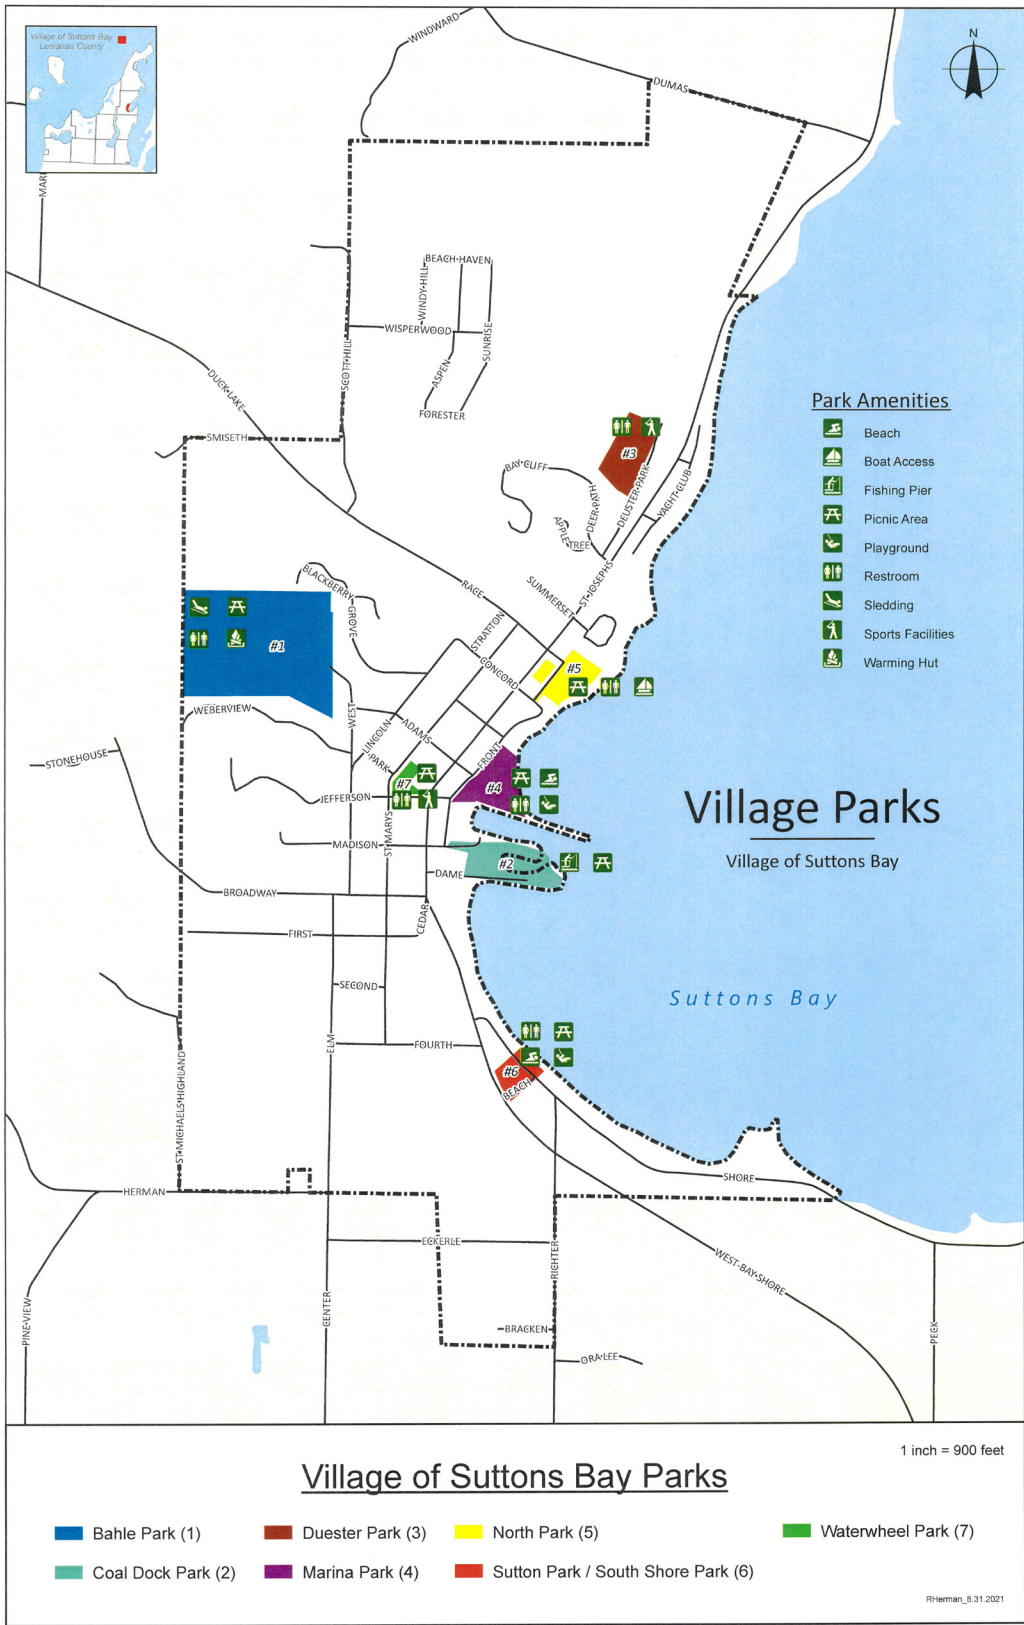 Village of Suttons Bay
Leelanau County
N
WINDWARD
DUMAS
BEACH HAVEN
WINDY HILL
WISPERWOOD
SUNRISE
ASPEN
FORESTER
SCOTT HILL
DUCK LAKE
SMISETH
Park Amenities
Beach
Boat Access
Fishing Pier
Picnic Area
Playground
Restroom
Sledding
Sports Facilities
Warming Hut
#3
BAY CLIFF
DEER PATH
APPLE TREE
DEUSTER PARK
YACHT CLUB
ST JOSEPHS
SUMMERSET
RACE
BLACKBERRY
GROVE
STRATTON
CONCORD
#1
#5
WEBERVIEW
WEST
LINCOLN
ADAMS
PARK
FRONT
STONEHOUSE
#7
#4
JEFFERSON
Village Parks
Village of Suttons Bay
MADISON
ST MARYS
#2
DAME
BROADWAY
CEDAR
FIRST
SECOND
Suttons Bay
ELM
FOURTH
#6
BEACH
ST MICHAELS HIGHLAND
HERMAN
SHORE
ECKERLE
RICHTER
WEST BAY SHORE
PINE VIEW
CENTER
BRACKEN
ORA LEE
PECK
1 inch = 900 feet
Village of Suttons Bay Parks
Bahle Park (1)
Duester Park (3)
North Park (5)
Waterwheel Park (7)
Coal Dock Park (2)
Marina Park (4)
Sutton Park / South Shore Park (6)
RHerman_8.31.2021